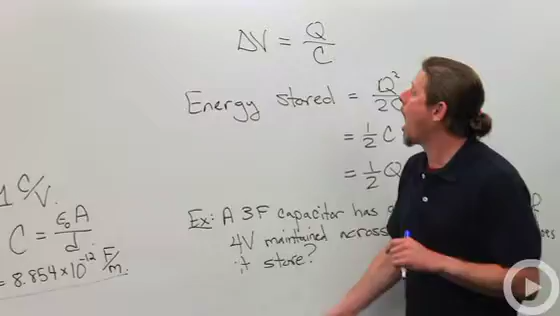 ΔV = Q/C
Energy stored = Q²/2
= 1/2 C
= 1/2 Q
1 C/V.
C = ε₀A/d
= 8.854×10⁻¹² F/m.
Ex: A 3F capacitor has
4V maintained across
it store?